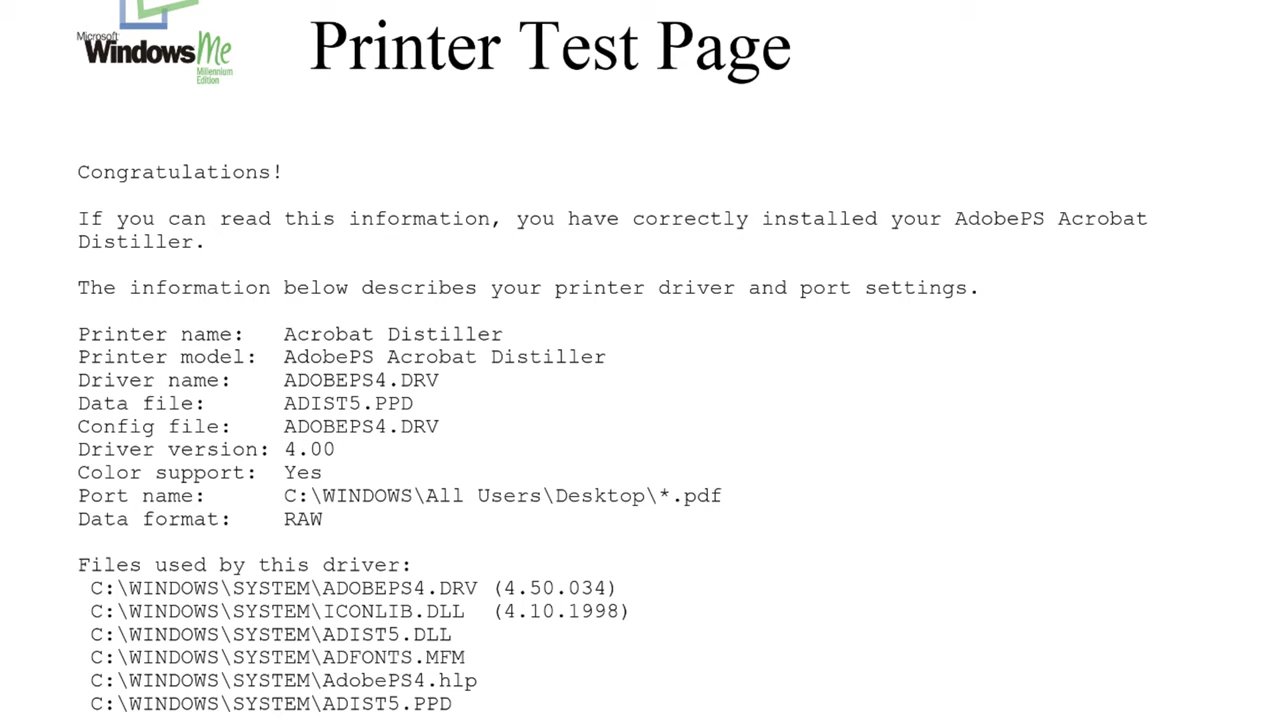 Microsoft
WindowsMe
Millennium
Edition
Printer Test Page
Congratulations!
If you can read this information, you have correctly installed your AdobePS Acrobat
Distiller.
The information below describes your printer driver and port settings.
Printer name: Acrobat Distiller
Printer model: AdobePS Acrobat Distiller
Driver name: ADOBEPS4.DRV
Data file: ADIST5.PPD
Config file: ADOBEPS4.DRV
Driver version: 4.00
Color support: Yes
Port name: C:\WINDOWS\All Users\Desktop\*.pdf
Data format: RAW
Files used by this driver:
C:\WINDOWS\SYSTEM\ADOBEPS4.DRV (4.50.034)
C:\WINDOWS\SYSTEM\ICONLIB.DLL (4.10.1998)
C:\WINDOWS\SYSTEM\ADIST5.DLL
C:\WINDOWS\SYSTEM\ADFONTS.MFM
C:\WINDOWS\SYSTEM\AdobePS4.hlp
C:\WINDOWS\SYSTEM\ADIST5.PPD